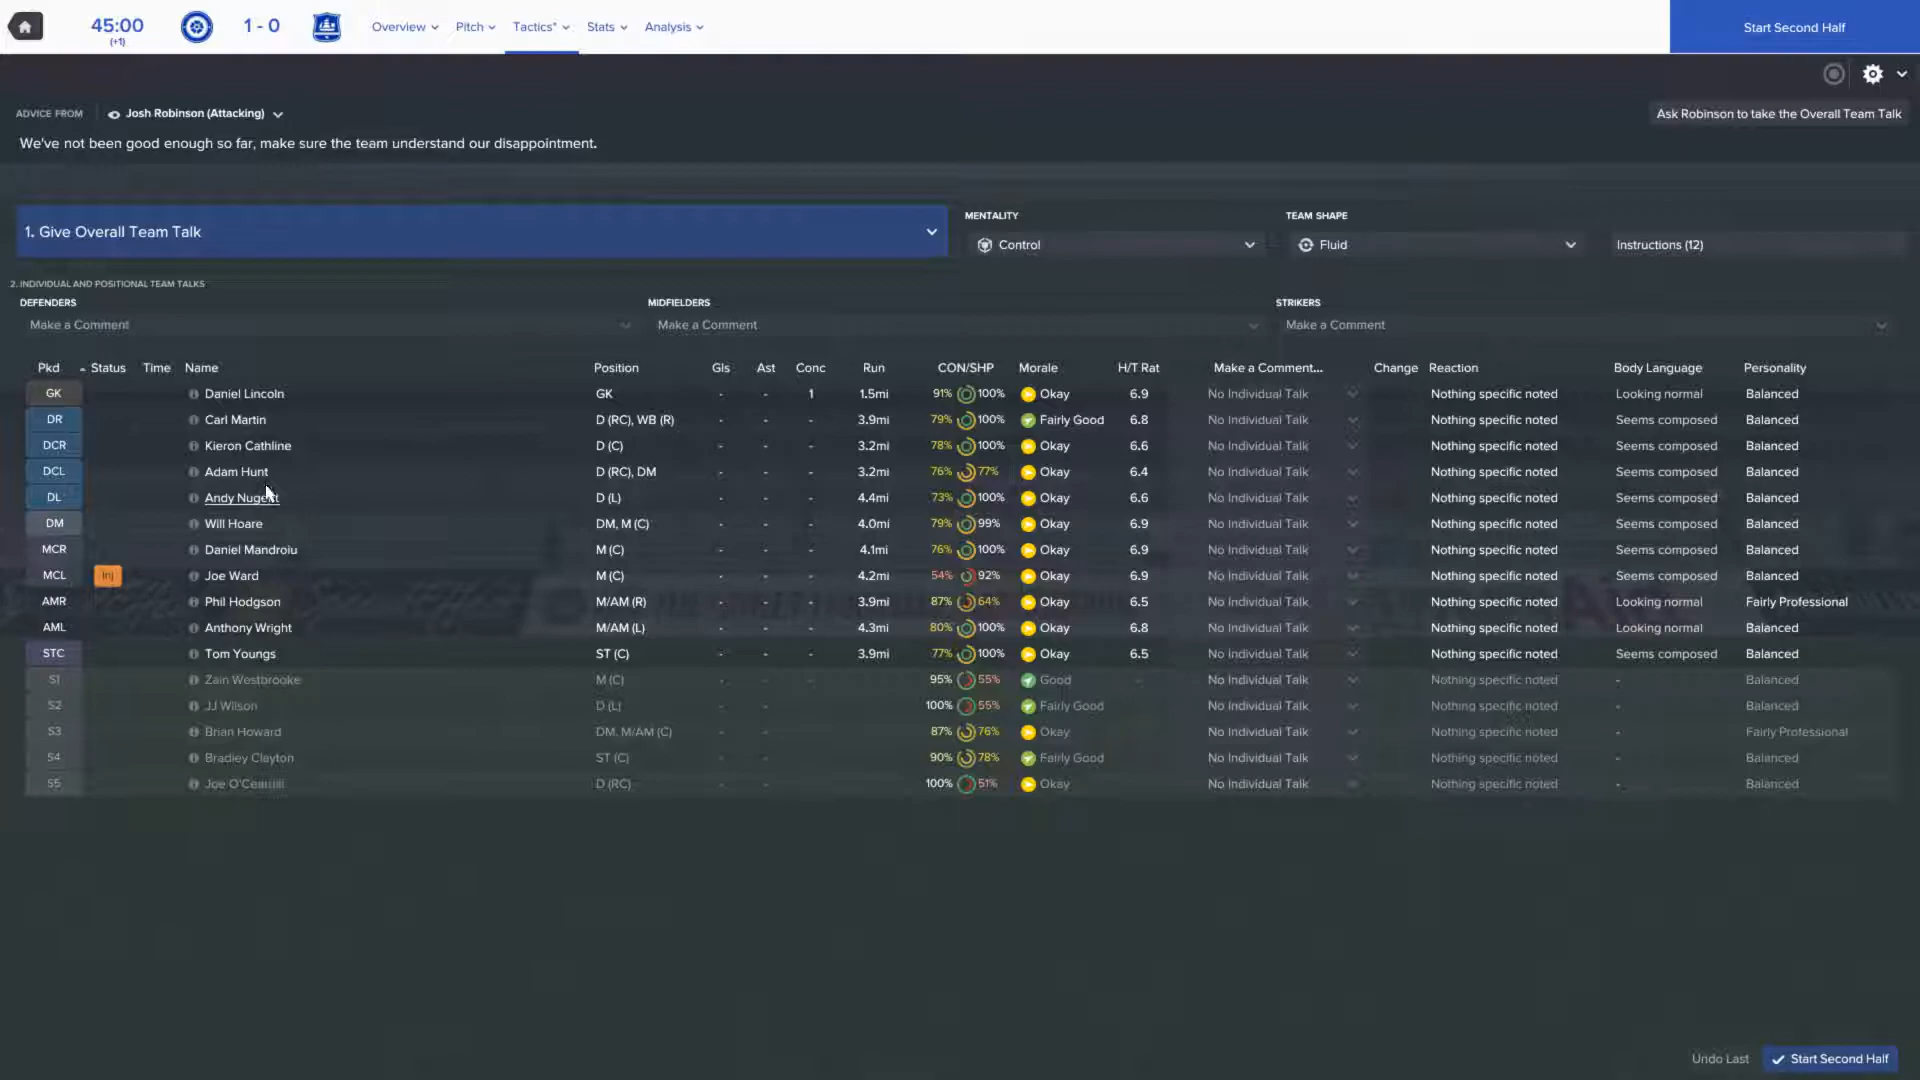 45:00
(+1)
1 - 0
Overview
Pitch
Tactics*
Stats
Analysis
Start Second Half
ADVICE FROM
Josh Robinson (Attacking)
Ask Robinson to take the Overall Team Talk
We've not been good enough so far, make sure the team understand our disappointment.
1. Give Overall Team Talk
MENTALITY
Control
TEAM SHAPE
Fluid
Instructions (12)
2. INDIVIDUAL AND POSITIONAL TEAM TALKS
DEFENDERS MIDFIELDERS STRIKERS
Make a Comment Make a Comment Make a Comment
Pkd Status Time Name Position Gls Ast Conc Run CON/SHP Morale H/T Rat Make a Comment... Change Reaction Body Language Personality
GK Daniel Lincoln GK - - 1 1.5mi 91% 100% Okay 6.9 No Individual Talk Nothing specific noted Looking normal Balanced
DR Carl Martin D (RC), WB (R) - - - 3.9mi 79% 100% Fairly Good 6.8 No Individual Talk Nothing specific noted Seems composed Balanced
DCR Kieron Cathline D (C) - - - 3.2mi 78% 100% Okay 6.6 No Individual Talk Nothing specific noted Seems composed Balanced
DCL Adam Hunt D (RC), DM - - - 3.2mi 76% 77% Okay 6.4 No Individual Talk Nothing specific noted Seems composed Balanced
DL Andy Nugent D (L) - - - 4.4mi 73% 100% Okay 6.6 No Individual Talk Nothing specific noted Seems composed Balanced
DM Will Hoare DM, M (C) - - - 4.0mi 79% 99% Okay 6.9 No Individual Talk Nothing specific noted Seems composed Balanced
MCR Daniel Mandroiu M (C) - - - 4.1mi 76% 100% Okay 6.9 No Individual Talk Nothing specific noted Seems composed Balanced
MCL Inj Joe Ward M (C) - - - 4.2mi 54% 92% Okay 6.9 No Individual Talk Nothing specific noted Seems composed Balanced
AMR Phil Hodgson M/AM (R) - - - 3.9mi 87% 64% Okay 6.5 No Individual Talk Nothing specific noted Looking normal Fairly Professional
AML Anthony Wright M/AM (L) - - - 4.3mi 80% 100% Okay 6.8 No Individual Talk Nothing specific noted Looking normal Balanced
STC Tom Youngs ST (C) - - - 3.9mi 77% 100% Okay 6.5 No Individual Talk Nothing specific noted Seems composed Balanced
S1 Zain Westbrooke M (C) - - - 95% 55% Good - No Individual Talk Nothing specific noted - Balanced
S2 JJ Wilson D (L) - - 100% 55% Fairly Good No Individual Talk Nothing specific noted - Balanced
S3 Brian Howard DM, M/AM (C) - - 87% 76% Okay No Individual Talk Nothing specific noted - Fairly Professional
S4 Bradley Clayton ST (C) - - 90% 78% Fairly Good No Individual Talk Nothing specific noted - Balanced
S5 Joe D (RC) - - 100% 51% Okay No Individual Talk Nothing specific noted - Balanced
Undo Last
Start Second Half